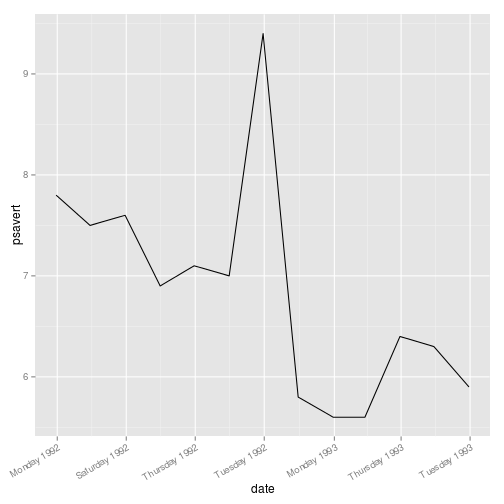 9
8
7
6
psavert
Monday 1992
Saturday 1992
Thursday 1992
Tuesday 1992
Monday 1993
Thursday 1993
Tuesday 1993
date